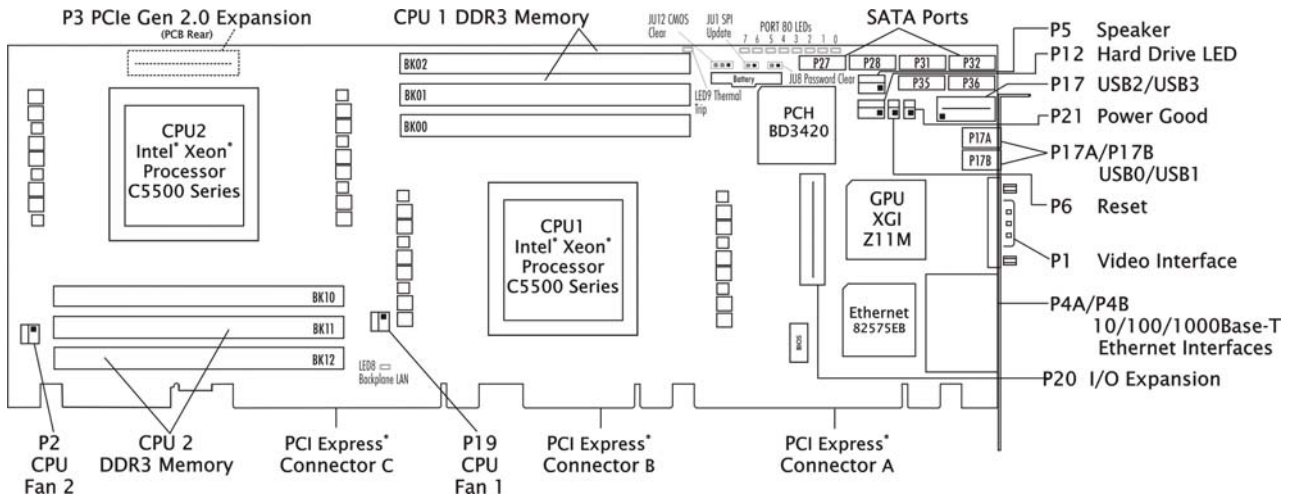 P3 PCIe Gen 2.0 Expansion
(PCB Rear)
CPU 1 DDR3 Memory
JU12 CMOS
Clear
JU1 SPI
Update
PORT 80 LEDs
7 6 5 4 3 2 1 0
SATA Ports
P5 Speaker
P12 Hard Drive LED
P17 USB2/USB3
P21 Power Good
P17A/P17B
USB0/USB1
P6 Reset
P1 Video Interface
P4A/P4B
10/100/1000Base-T
Ethernet Interfaces
P20 I/O Expansion
BK02
BK01
BK00
Battery
JU8 Password Clear
LED9 Thermal
Trip
P27
P28
P31
P32
P35
P36
P17A
P17B
PCH
BD3420
CPU2
Intel* Xeon*
Processor
C5500 Series
CPU1
Intel* Xeon*
Processor
C5500 Series
GPU
XGI
Z11M
Ethernet
82575EB
BIOS
BK10
BK11
BK12
LED8
Backplane LAN
P2
CPU
Fan 2
CPU 2
DDR3 Memory
PCI Express*
Connector C
P19
CPU
Fan 1
PCI Express*
Connector B
PCI Express*
Connector A